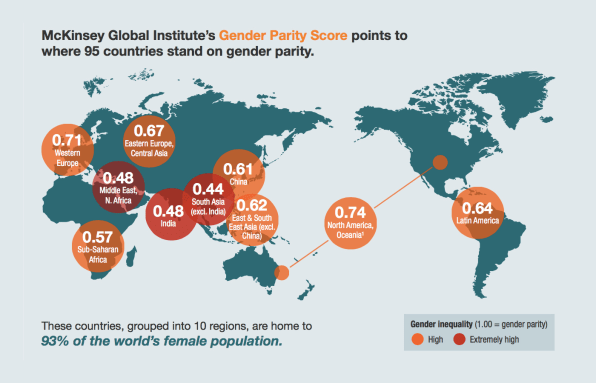 McKinsey Global Institute's Gender Parity Score points to
where 95 countries stand on gender parity.
0.71
Western
Europe
0.67
Eastern Europe,
Central Asia
0.48
Middle East,
N. Africa
0.61
China
0.44
South Asia
(excl. India)
0.48
India
0.62
East & South
East Asia (excl.
China)
0.57
Sub-Saharan
Africa
0.74
North America,
Oceania¹
0.64
Latin America
These countries, grouped into 10 regions, are home to
93% of the world's female population.
Gender inequality (1.00 = gender parity)
High
Extremely high